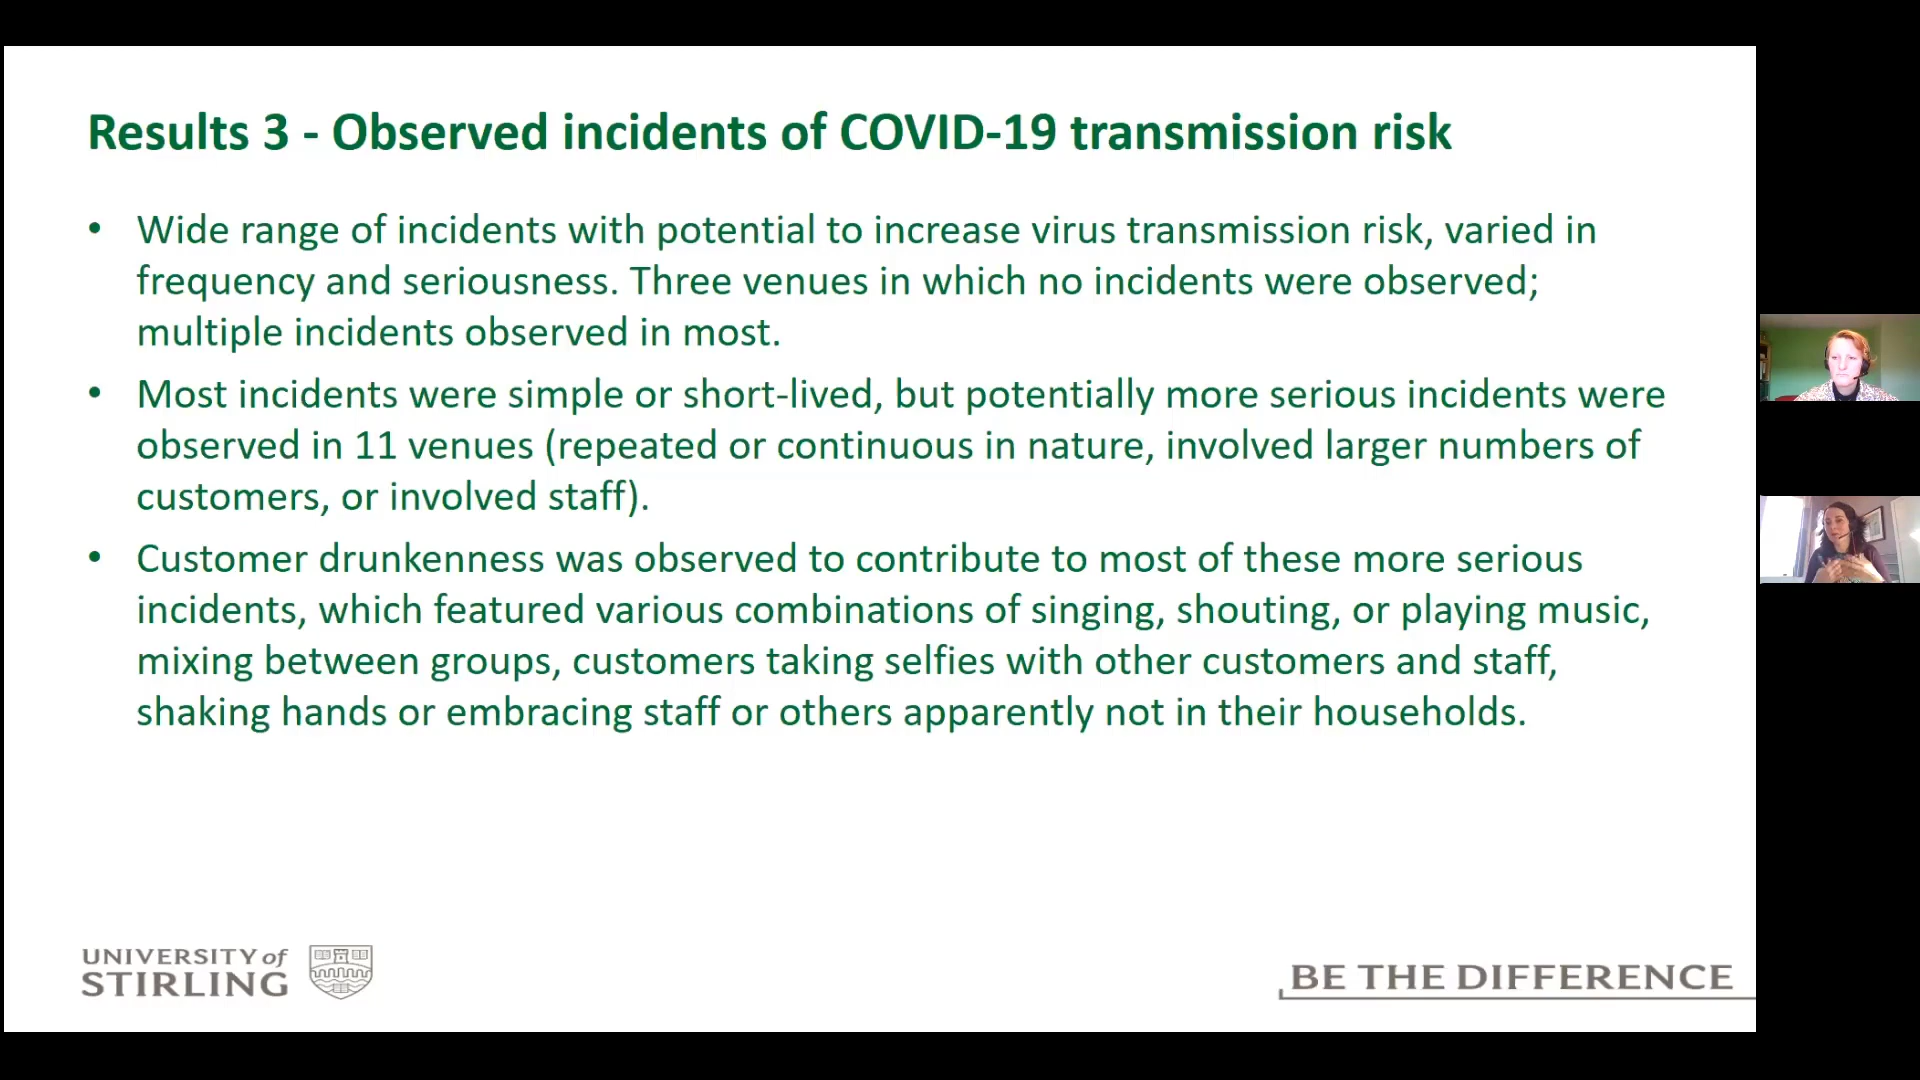 Results 3 - Observed incidents of COVID-19 transmission risk
• Wide range of incidents with potential to increase virus transmission risk, varied in
frequency and seriousness. Three venues in which no incidents were observed;
multiple incidents observed in most.
• Most incidents were simple or short-lived, but potentially more serious incidents were
observed in 11 venues (repeated or continuous in nature, involved larger numbers of
customers, or involved staff).
• Customer drunkenness was observed to contribute to most of these more serious
incidents, which featured various combinations of singing, shouting, or playing music,
mixing between groups, customers taking selfies with other customers and staff,
shaking hands or embracing staff or others apparently not in their households.
UNIVERSITY of
STIRLING
BE THE DIFFERENCE